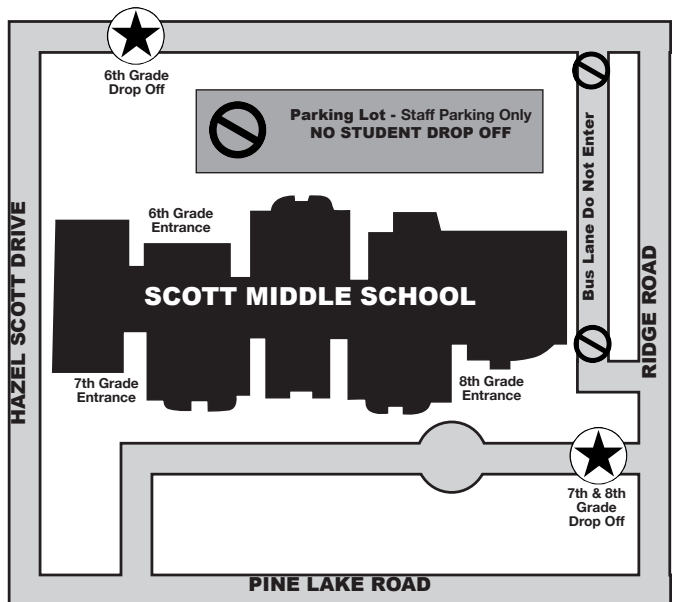 6th Grade
Drop Off
Parking Lot - Staff Parking Only
NO STUDENT DROP OFF
Bus Lane Do Not Enter
6th Grade
Entrance
HAZEL SCOTT DRIVE
SCOTT MIDDLE SCHOOL
RIDGE ROAD
7th Grade
Entrance
8th Grade
Entrance
7th & 8th
Grade
Drop Off
PINE LAKE ROAD